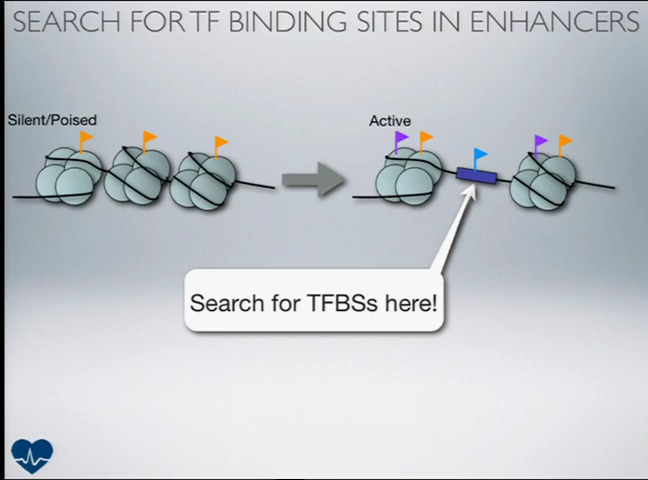 SEARCH FOR TF BINDING SITES IN ENHANCERS
Silent/Poised
Active
Search for TFBSs here!